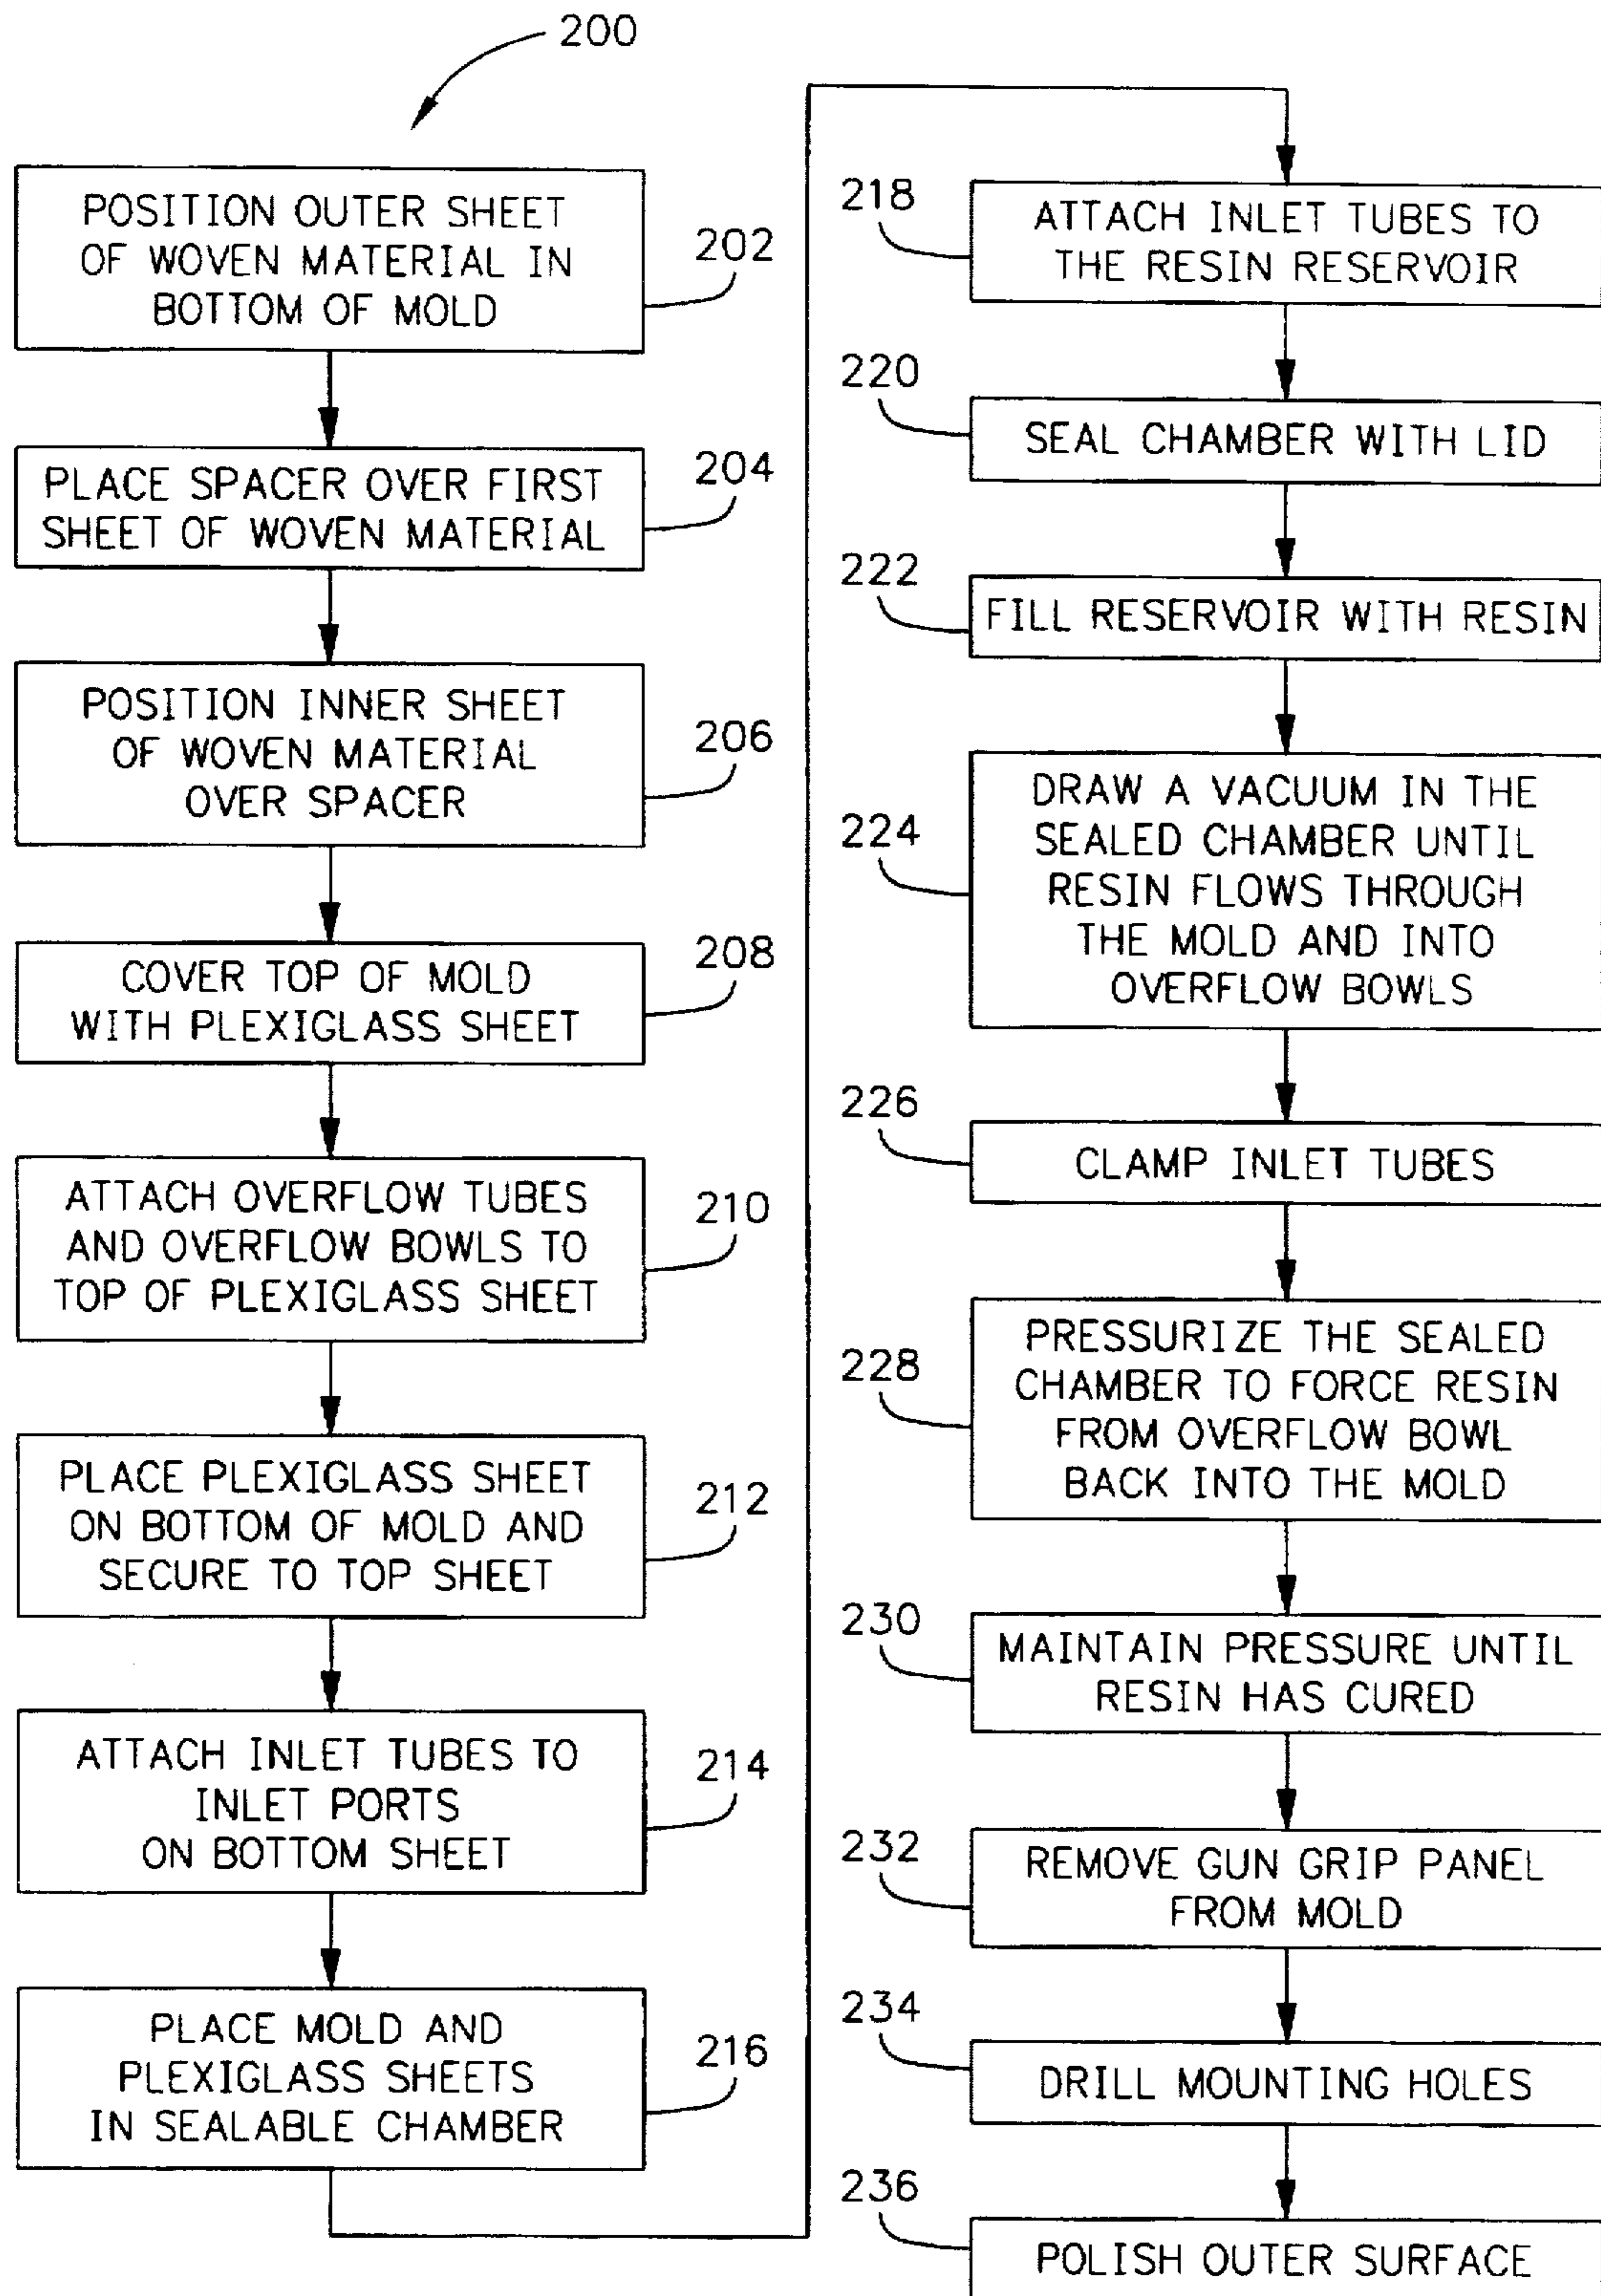 200
POSITION OUTER SHEET
OF WOVEN MATERIAL IN
BOTTOM OF MOLD
202
PLACE SPACER OVER FIRST
SHEET OF WOVEN MATERIAL
204
POSITION INNER SHEET
OF WOVEN MATERIAL
OVER SPACER
206
COVER TOP OF MOLD
WITH PLEXIGLASS SHEET
208
ATTACH OVERFLOW TUBES
AND OVERFLOW BOWLS TO
TOP OF PLEXIGLASS SHEET
210
PLACE PLEXIGLASS SHEET
ON BOTTOM OF MOLD AND
SECURE TO TOP SHEET
212
ATTACH INLET TUBES TO
INLET PORTS
ON BOTTOM SHEET
214
PLACE MOLD AND
PLEXIGLASS SHEETS
IN SEALABLE CHAMBER
216
218
ATTACH INLET TUBES TO
THE RESIN RESERVOIR
220
SEAL CHAMBER WITH LID
222
FILL RESERVOIR WITH RESIN
224
DRAW A VACUUM IN THE
SEALED CHAMBER UNTIL
RESIN FLOWS THROUGH
THE MOLD AND INTO
OVERFLOW BOWLS
226
CLAMP INLET TUBES
228
PRESSURIZE THE SEALED
CHAMBER TO FORCE RESIN
FROM OVERFLOW BOWL
BACK INTO THE MOLD
230
MAINTAIN PRESSURE UNTIL
RESIN HAS CURED
232
REMOVE GUN GRIP PANEL
FROM MOLD
234
DRILL MOUNTING HOLES
236
POLISH OUTER SURFACE